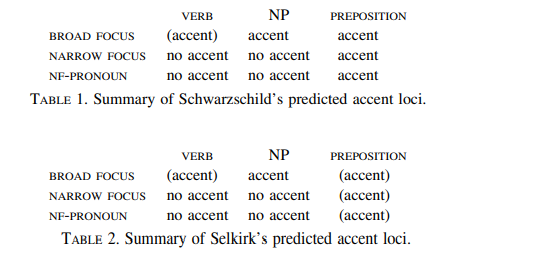 VERB NP PREPOSITION
BROAD FOCUS (accent) accent accent
NARROW FOCUS no accent no accent accent
NF-PRONOUN no accent no accent accent
TABLE 1. Summary of Schwarzschild's predicted accent loci.
VERB NP PREPOSITION
BROAD FOCUS (accent) accent (accent)
NARROW FOCUS no accent no accent (accent)
NF-PRONOUN no accent no accent (accent)
TABLE 2. Summary of Selkirk's predicted accent loci.